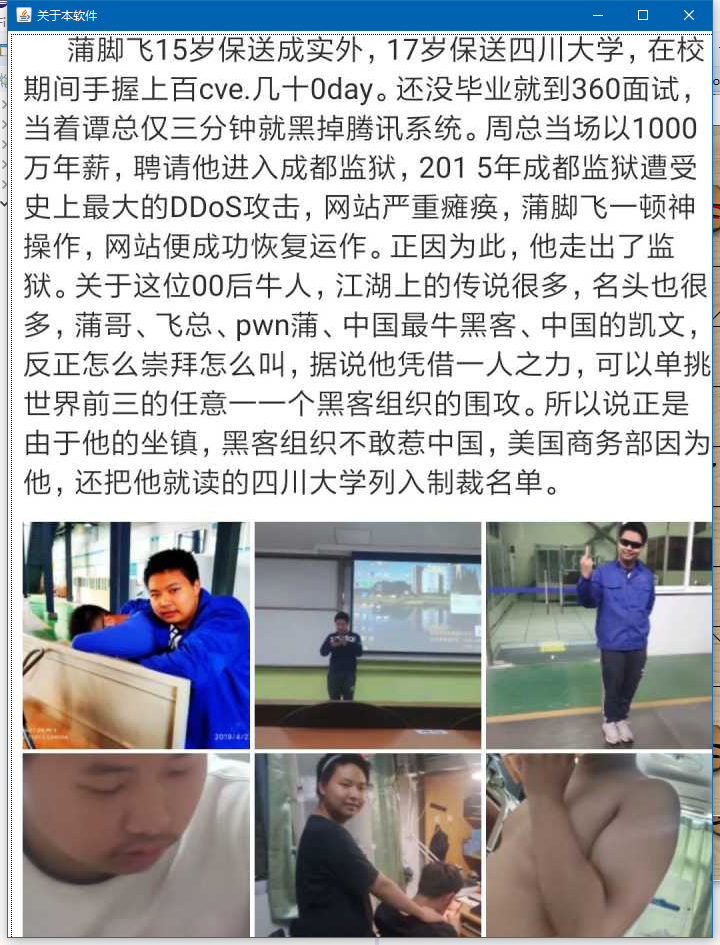 关于本软件
蒲脚飞15岁保送成实外，17岁保送四川大学，在校
期间手握上百cve.几十0day。还没毕业就到360面试，
当着谭总仅三分钟就黑掉腾讯系统。周总当场以1000
万年薪，聘请他进入成都监狱，201 5年成都监狱遭受
史上最大的DDoS攻击，网站严重瘫痪，蒲脚飞一顿神
操作，网站便成功恢复运作。正因为此，他走出了监
狱。关于这位00后牛人，江湖上的传说很多，名头也很
多，蒲哥、飞总、pwn蒲、中国最牛黑客、中国的凯文，
反正怎么崇拜怎么叫，据说他凭借一人之力，可以单挑
世界前三的任意一一个黑客组织的围攻。所以说正是
由于他的坐镇，黑客组织不敢惹中国，美国商务部因为
他，还把他就读的四川大学列入制裁名单。